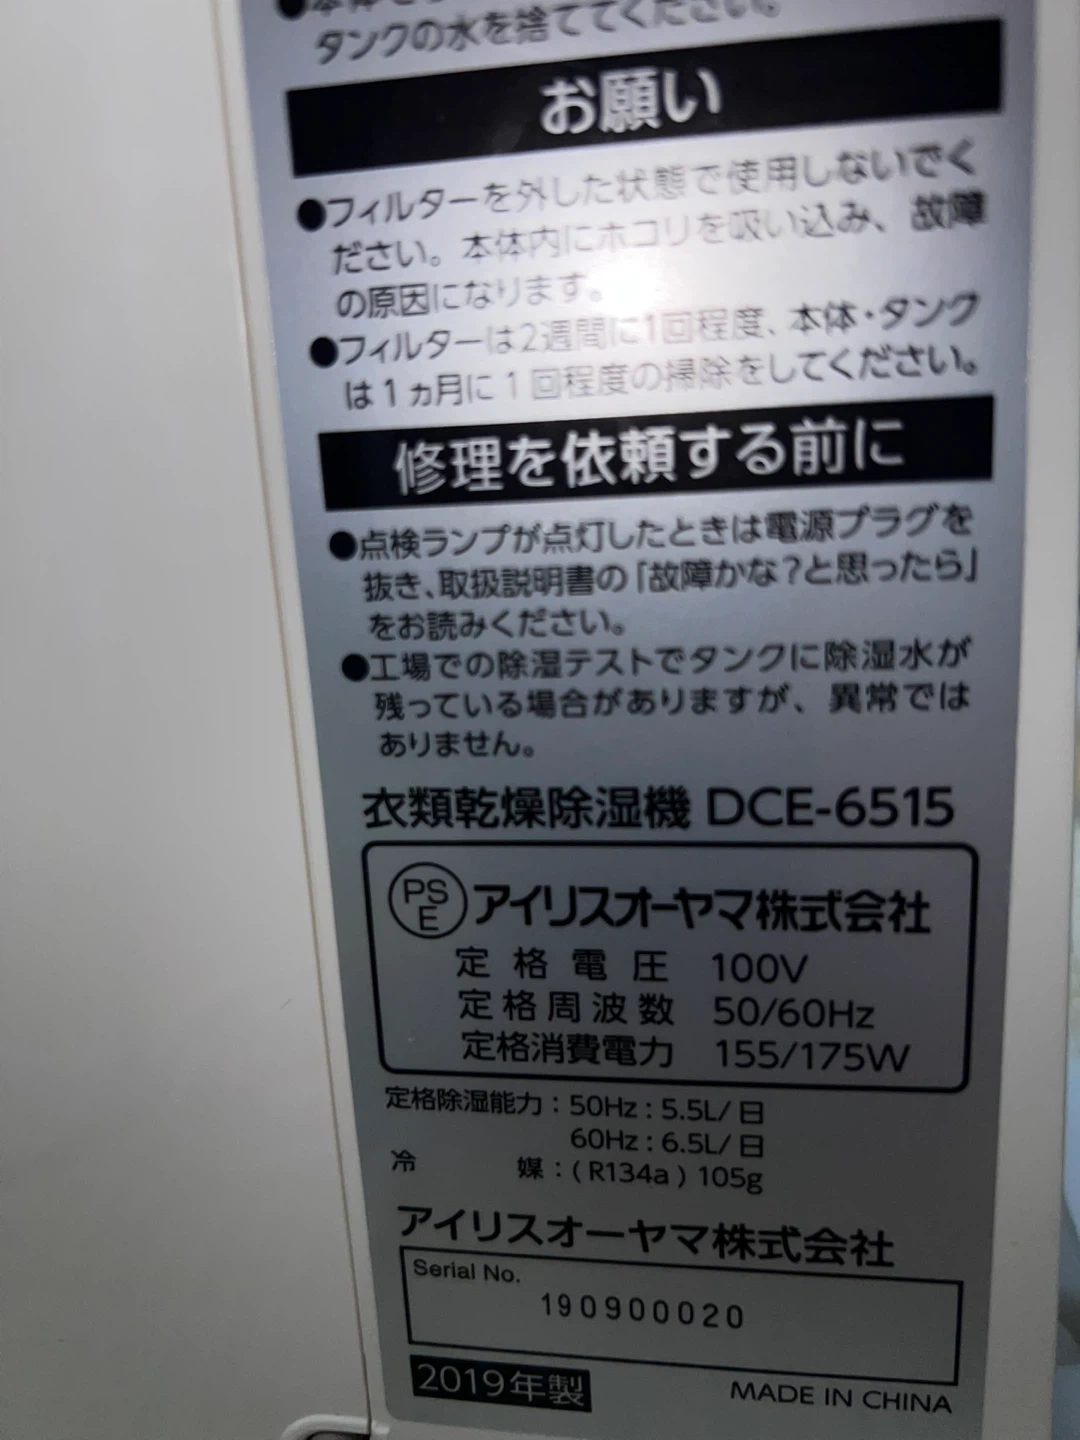 タンクの水を捨ててください。
お願い
●フィルターを外した状態で使用しないでく
ださい。本体内にホコリを吸い込み、故障
の原因になります。
●フィルターは2週間に1回程度、本体・タンク
は1ヵ月に1回程度の掃除をしてください。
修理を依頼する前に
●点検ランプが点灯したときは電源プラグを
抜き、取扱説明書の「故障かな?と思ったら」
をお読みください。
●工場での除湿テストでタンクに除湿水が
残っている場合がありますが、異常では
ありません。
衣類乾燥除湿機 DCE-6515
PSE アイリスオーヤマ株式会社
定格電圧 100V
定格周波数 50/60Hz
定格消費電力 155/175W
定格除湿能力:50Hz:5.5L/日
60Hz:6.5L/日
冷媒:(R134a)105g
アイリスオーヤマ株式会社
Serial No.
190900020
2019年製
MADE IN CHINA